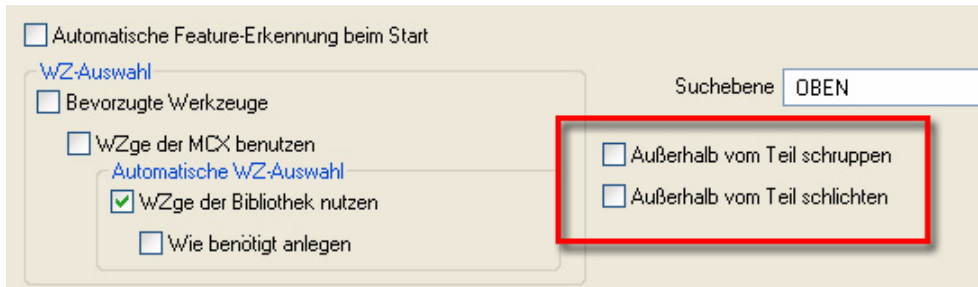 Automatische Feature-Erkennung beim Start
WZ-Auswahl
Bevorzugte Werkzeuge
WZge der MCX benutzen
Automatische WZ-Auswahl
WZge der Bibliothek nutzen
Wie benötigt anlegen
Suchebene OBEN
Außerhalb vom Teil schruppen
Außerhalb vom Teil schlichten